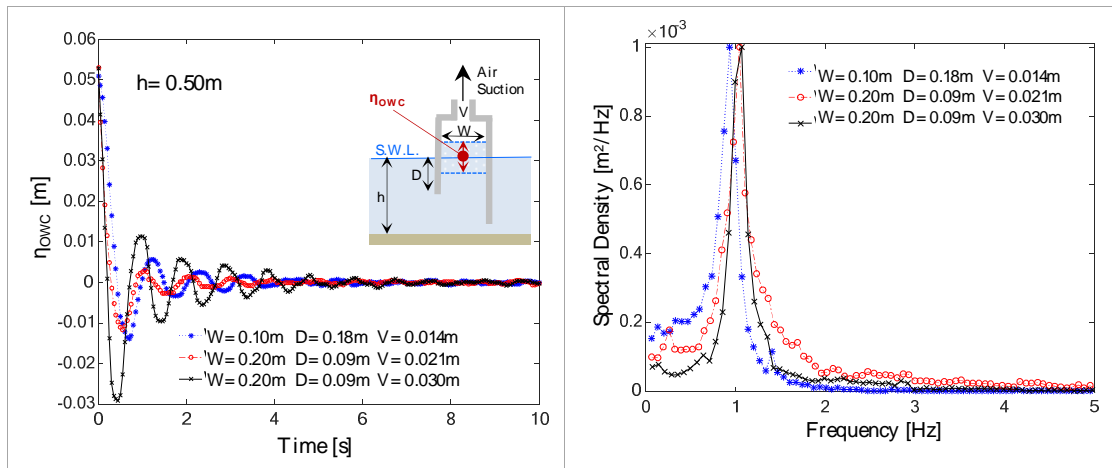 0.06
0.05
0.04
0.03
0.02
0.01
0
-0.01
-0.02
-0.03
ηowc [m]
h= 0.50m
Air
Suction
ηowc
V
W
S.W.L.
D
h
W= 0.10m D= 0.18m V= 0.014m
W= 0.20m D= 0.09m V= 0.021m
W= 0.20m D= 0.09m V= 0.030m
0 2 4 6 8 10
Time [s]
×10⁻³
1
0.8
0.6
0.4
0.2
0
Spectral Density [m²/Hz]
W= 0.10m D= 0.18m V= 0.014m
W= 0.20m D= 0.09m V= 0.021m
W= 0.20m D= 0.09m V= 0.030m
0 1 2 3 4 5
Frequency [Hz]